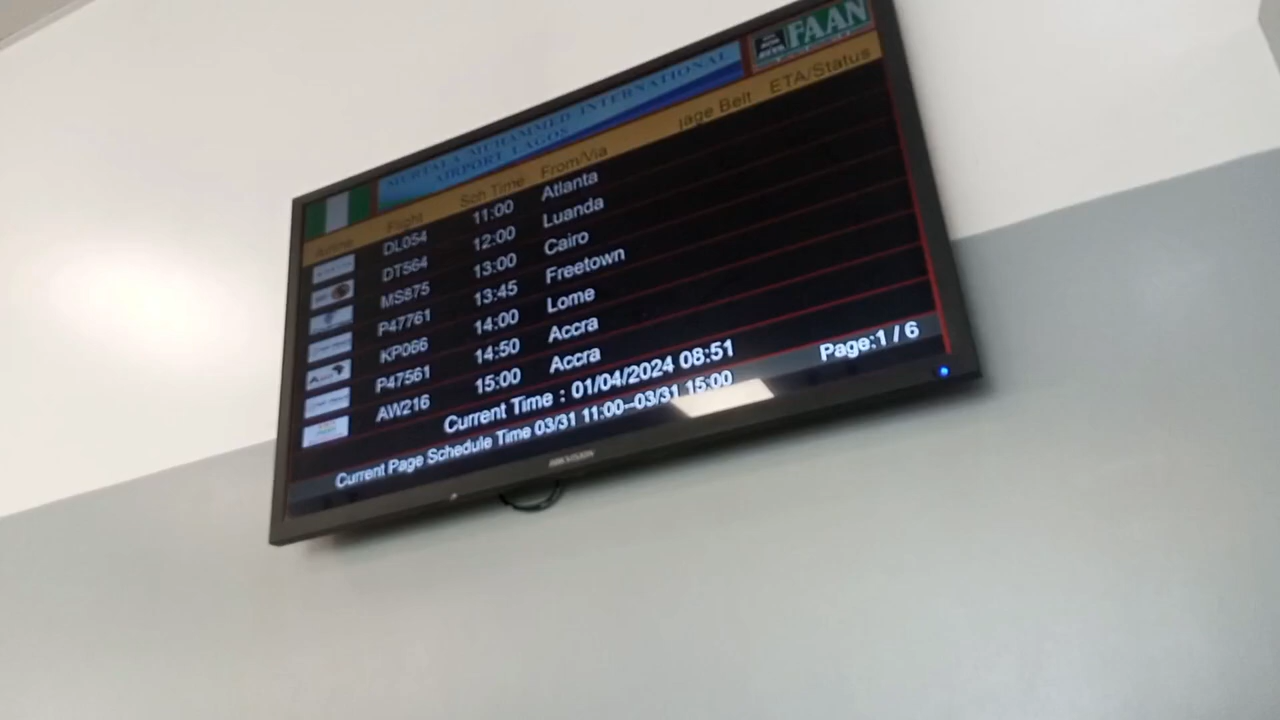 MURTALA MUHAMMED INTERNATIONAL
AIRPORT LAGOS
FAAN
Airline Flight Sch Time From/Via gage Belt ETA/Status
DL054 11:00 Atlanta
DT564 12:00 Luanda
MS875 13:00 Cairo
P47761 13:45 Freetown
KP066 14:00 Lome
P47561 14:50 Accra
AW216 15:00 Accra
Current Time : 01/04/2024 08:51 Page:1 / 6
Current Page Schedule Time 03/31 11:00--03/31 15:00
HIKVISION